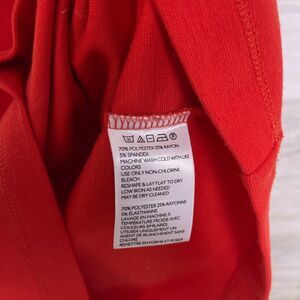 70% POLYESTER 25% RAYON
5% SPANDEX
MACHINE WASH COLD WITH LIKE
COLORS
USE ONLY NON-CHLORINE
BLEACH
RESHAPE & LAY FLAT TO DRY
LOW IRON AS NEEDED
MAY BE DRY CLEANED
70% POLYESTER 25% RAYONNE
5% ÉLASTHANNE
LAVAGE EN MACHINE À
TEMPÉRATURE FROIDE AVEC
COULEURS SIMILAIRES
UTILISER UNIQUEMENT UN
AGENT DE BLANCHIMENT SANS
CHLORE
REMETTRE EN FORME ET POSER